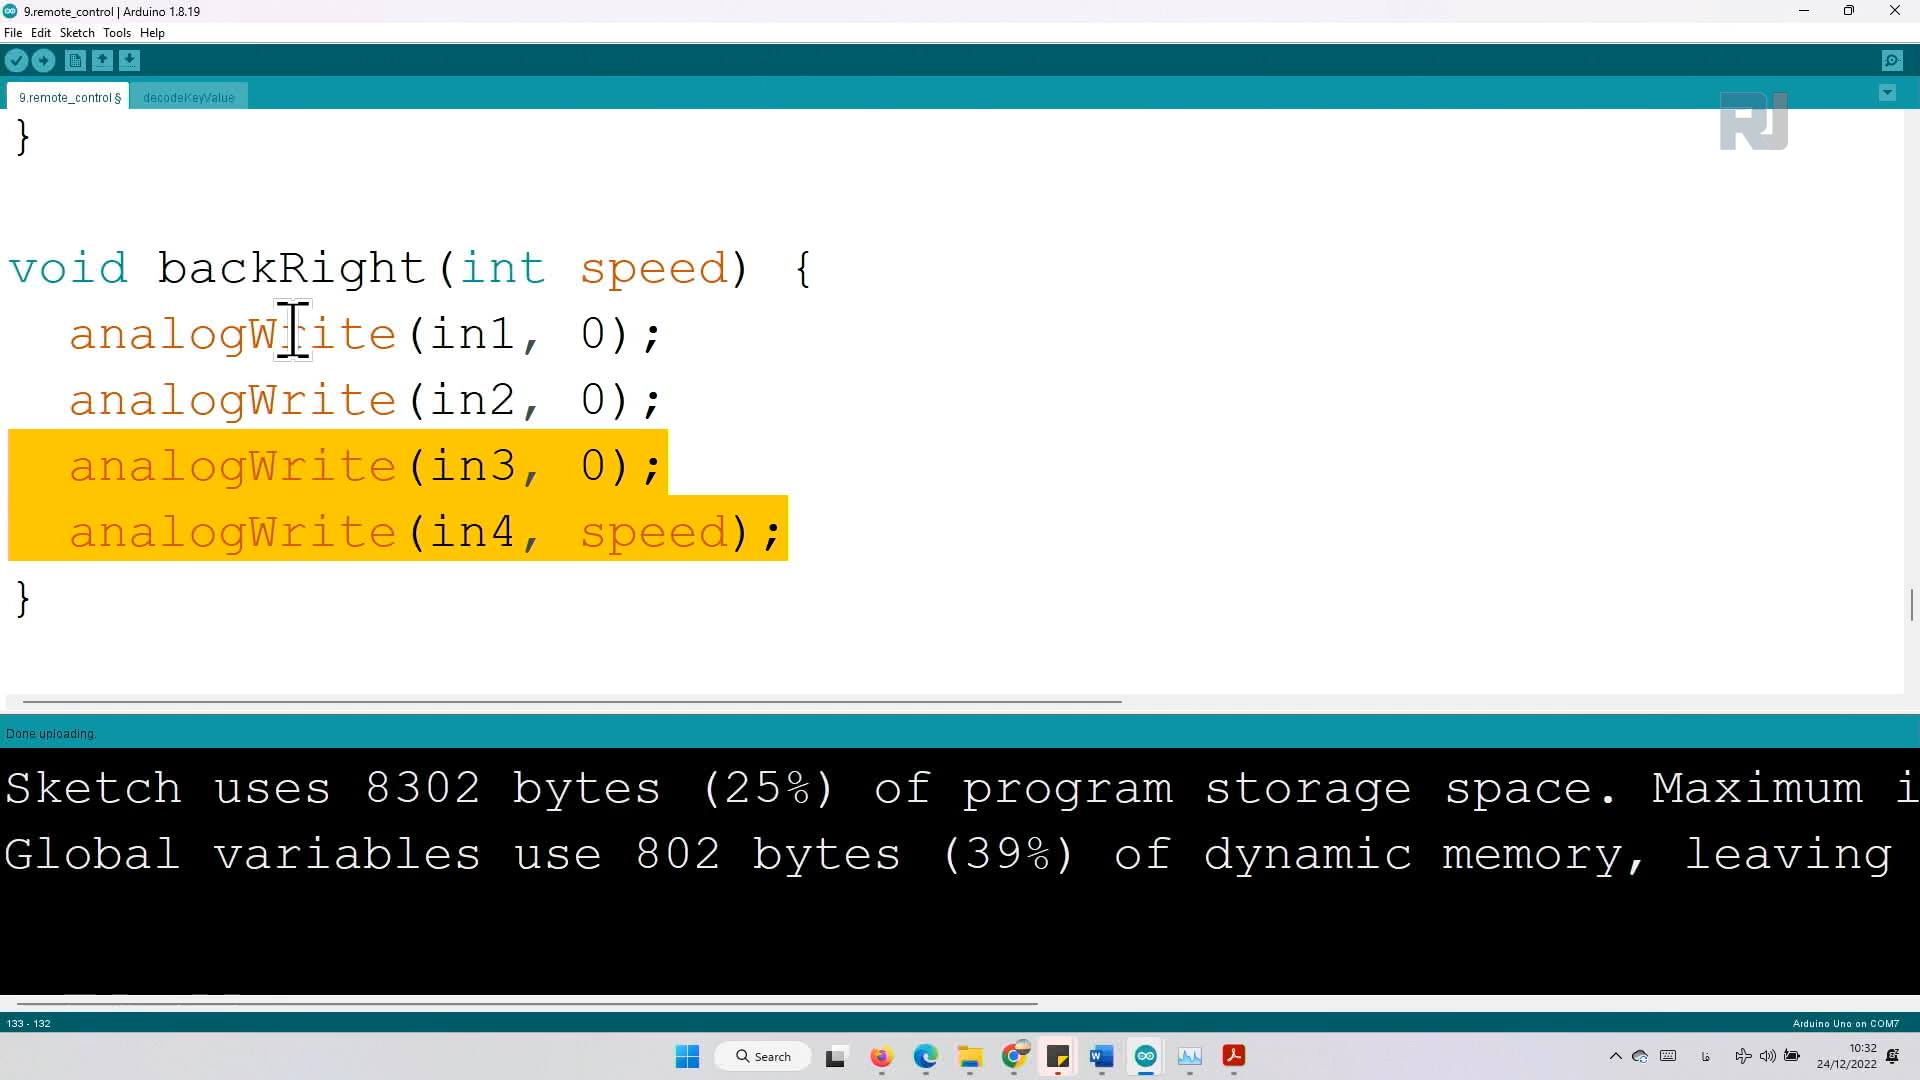 9.remote_control | Arduino 1.8.19
File Edit Sketch Tools Help
9.remote_control § decodeKeyValue
RJ
}
void backRight(int speed) {
analogWrite(in1, 0);
analogWrite(in2, 0);
analogWrite(in3, 0);
analogWrite(in4, speed);
}
Done uploading.
Sketch uses 8302 bytes (25%) of program storage space. Maximum i
Global variables use 802 bytes (39%) of dynamic memory, leaving
133 - 132 Arduino Uno on COM7
Search
10:32
24/12/2022